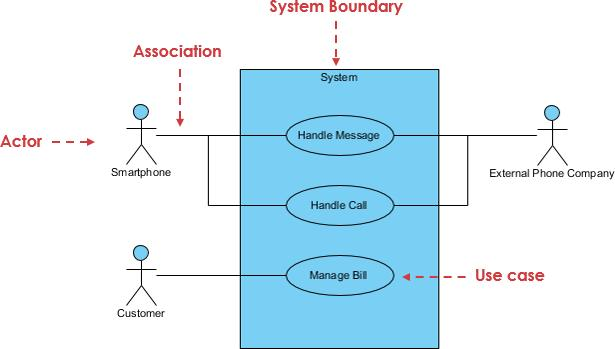 System Boundary
Association
System
Actor
Handle Message
Smartphone
External Phone Company
Handle Call
Manage Bill
Use case
Customer